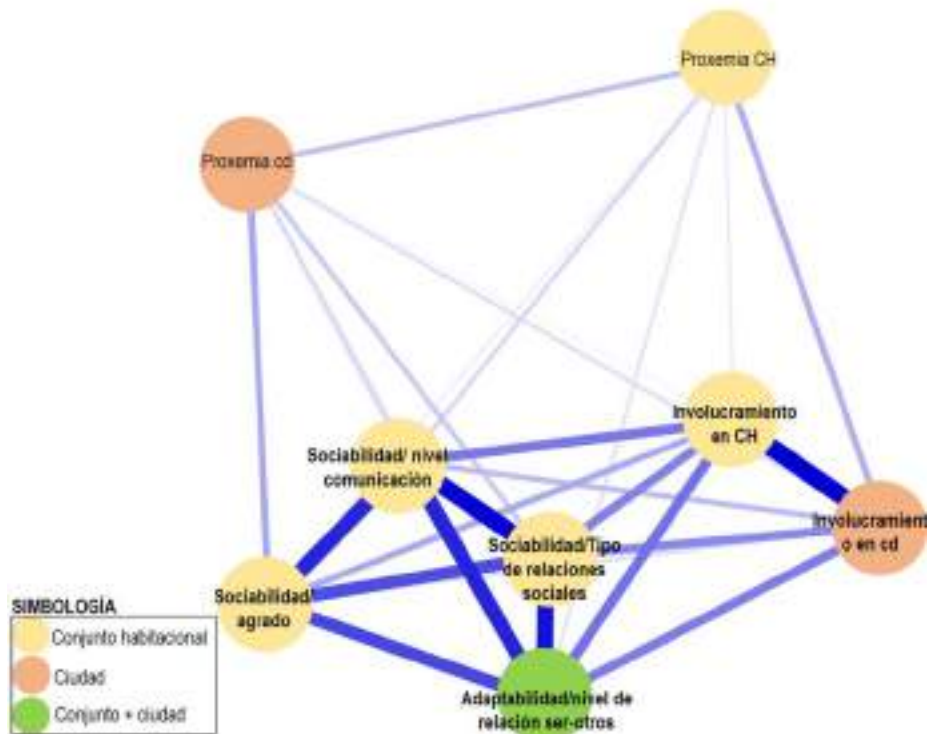 Proxemia CH
Proxemia cd
Involucramiento
en CH
Sociabilidad/ nivel
comunicación
Involucramient
o en cd
Sociabilidad/Tipo
de relaciones
sociales
Sociabilidad/
agrado
Adaptabilidad/nivel de
relación ser-otros
SIMBOLOGÍA
Conjunto habitacional
Ciudad
Conjunto + ciudad